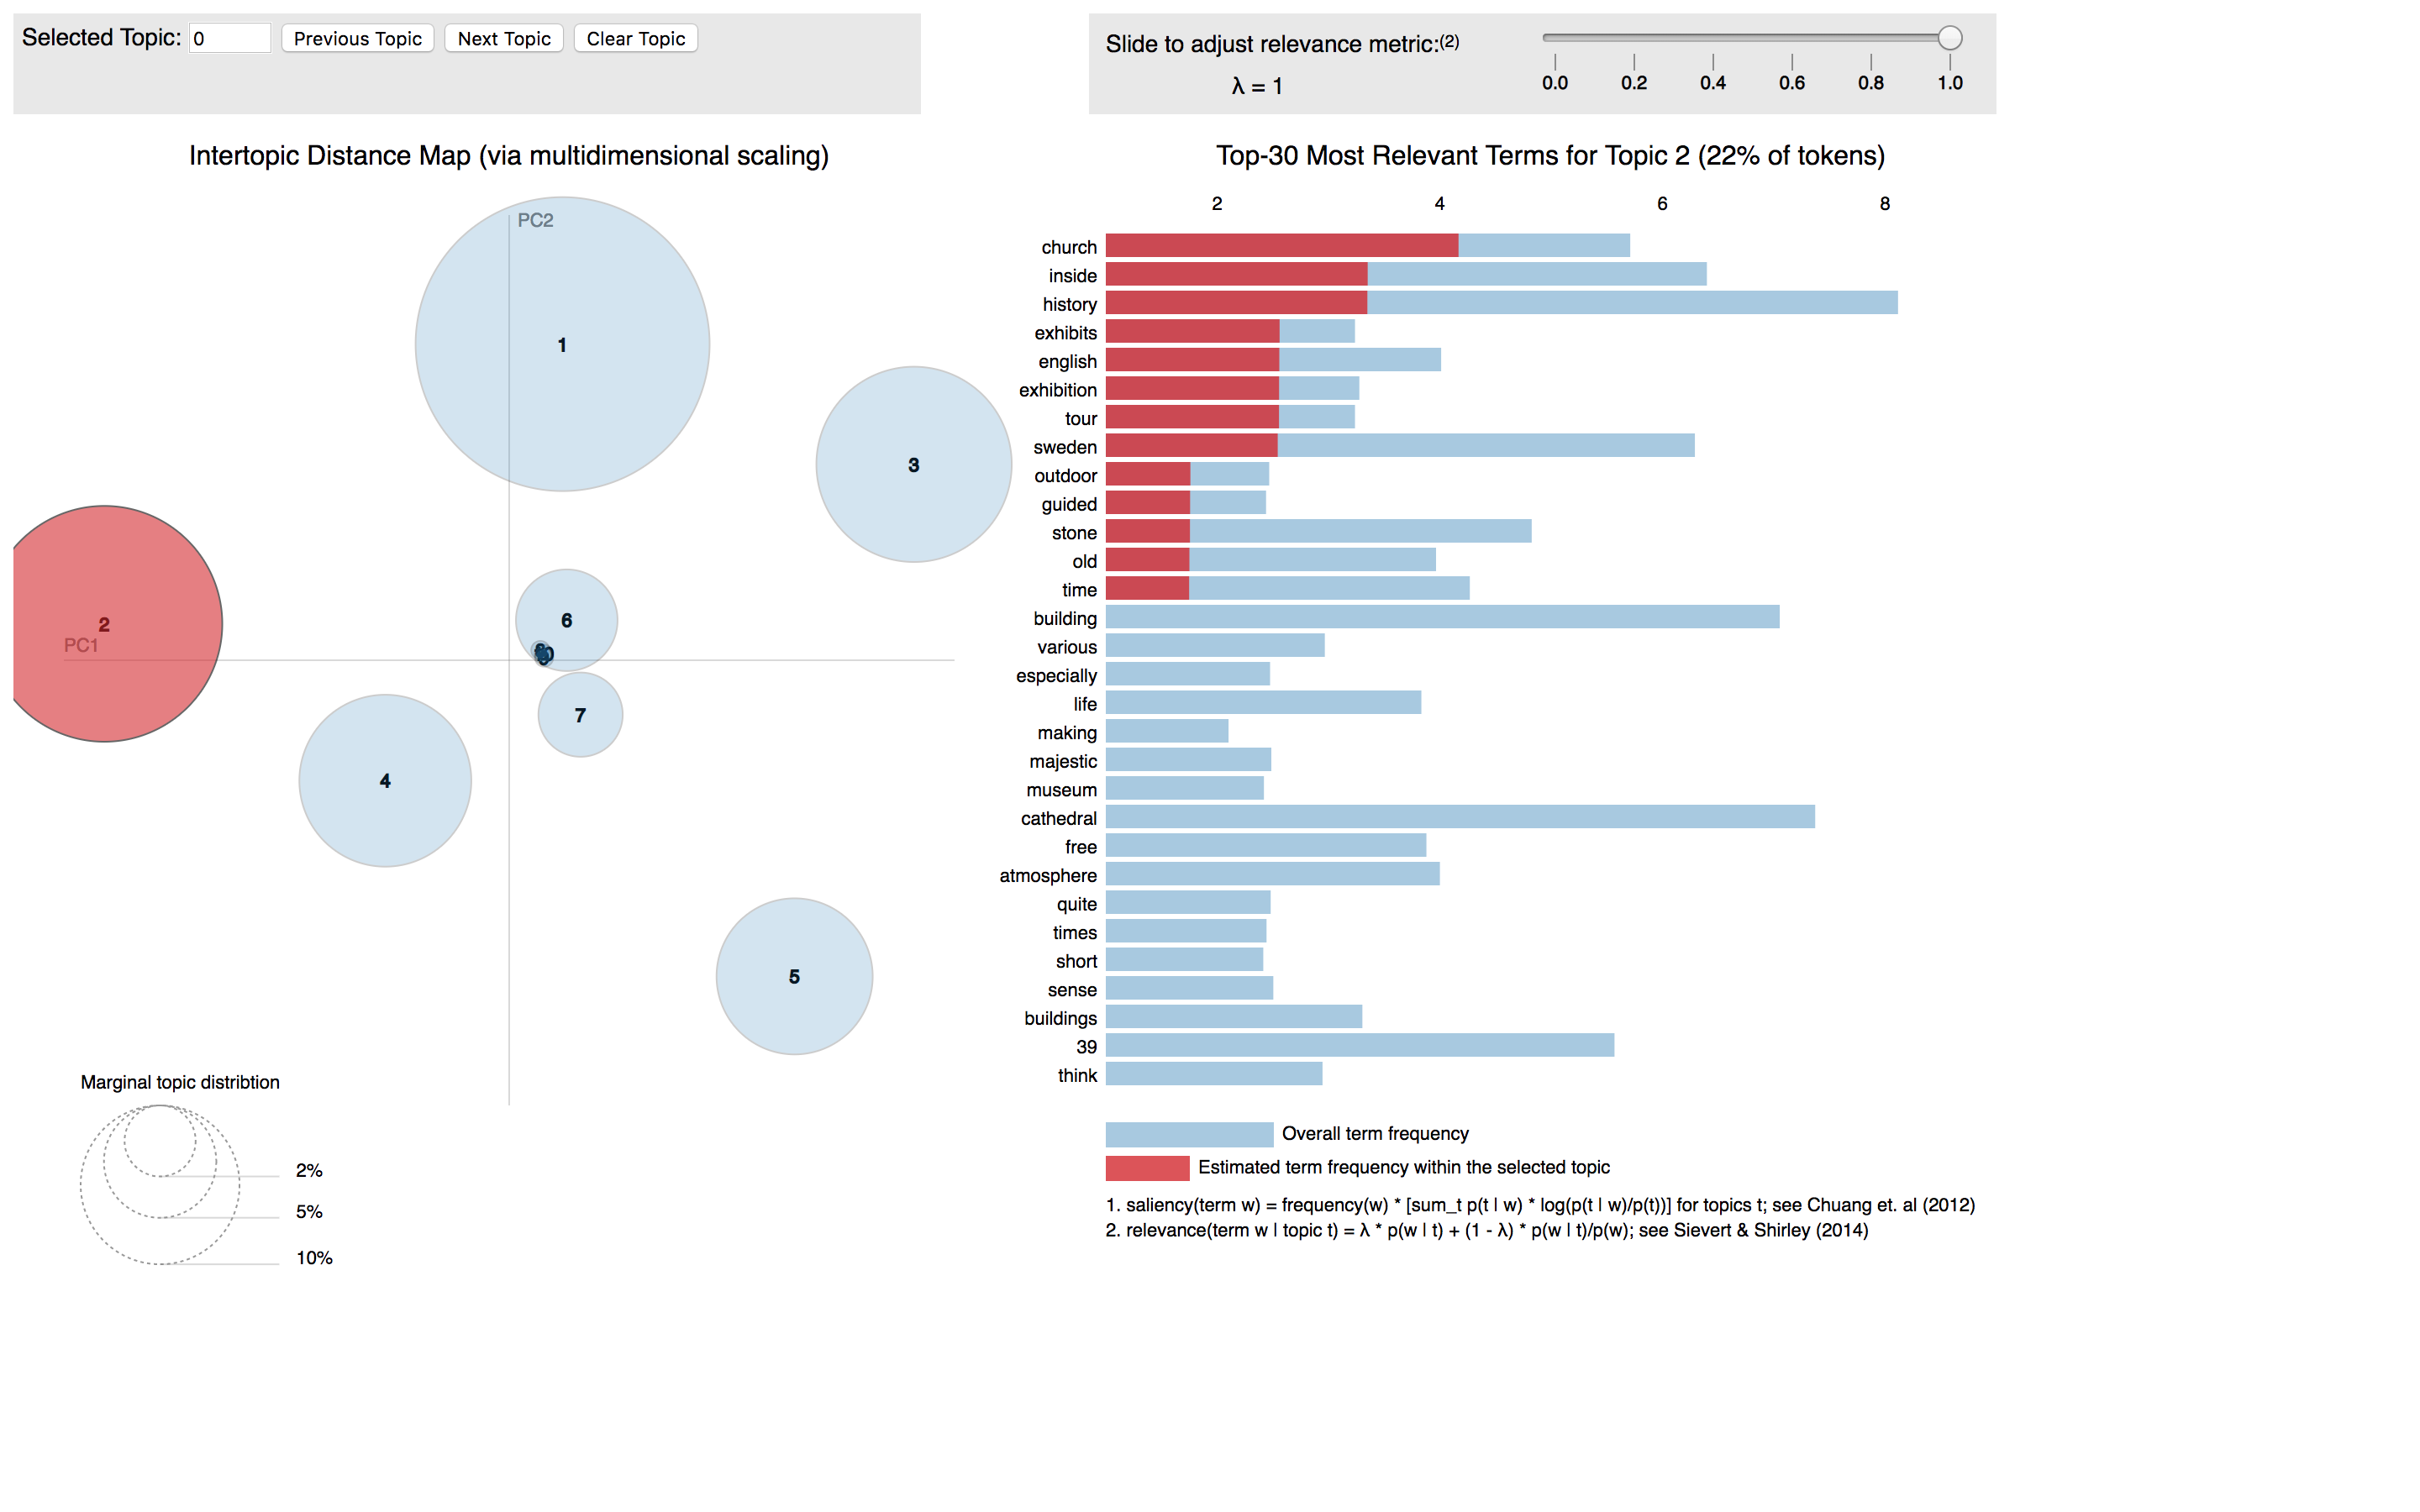 Selected Topic: 0 Previous Topic Next Topic Clear Topic
Slide to adjust relevance metric:(2)
λ = 1
0.0 0.2 0.4 0.6 0.8 1.0
Intertopic Distance Map (via multidimensional scaling)
PC2
1
3
2
PC1
6
7
4
5
Marginal topic distribtion
2%
5%
10%
Top-30 Most Relevant Terms for Topic 2 (22% of tokens)
2 4 6 8
church
inside
history
exhibits
english
exhibition
tour
sweden
outdoor
guided
stone
old
time
building
various
especially
life
making
majestic
museum
cathedral
free
atmosphere
quite
times
short
sense
buildings
39
think
Overall term frequency
Estimated term frequency within the selected topic
1. saliency(term w) = frequency(w) * [sum_t p(t | w) * log(p(t | w)/p(t))] for topics t; see Chuang et. al (2012)
2. relevance(term w | topic t) = λ * p(w | t) + (1 - λ) * p(w | t)/p(w); see Sievert & Shirley (2014)